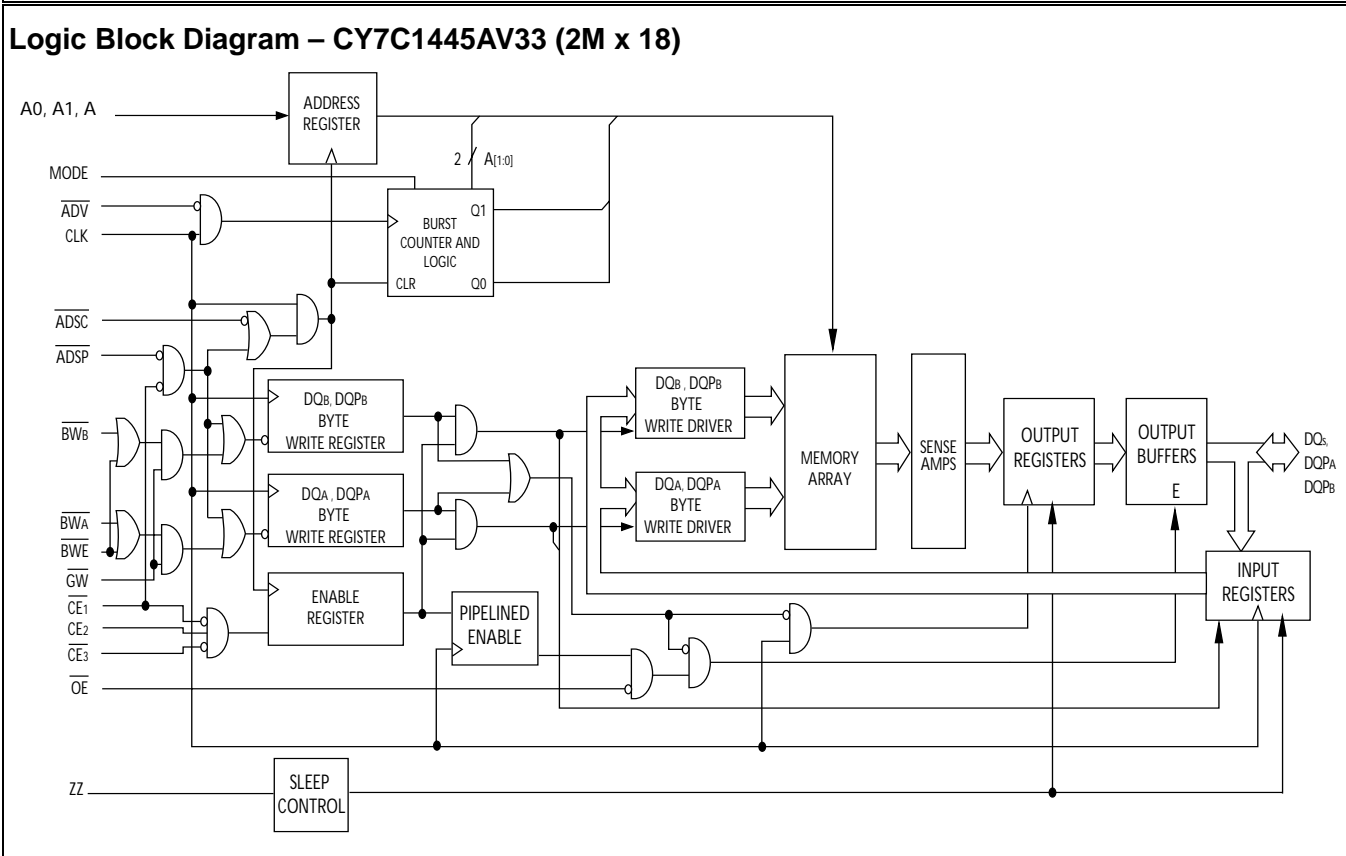 Logic Block Diagram – CY7C1445AV33 (2M x 18)
A0, A1, A
ADDRESS
REGISTER
MODE
2
A[1:0]
ADV
CLK
BURST
COUNTER AND
LOGIC
Q1
CLR
Q0
ADSC
ADSP
BWB
BWA
BWE
GW
CE1
CE2
CE3
OE
DQB, DQPB
BYTE
WRITE REGISTER
DQA, DQPA
BYTE
WRITE REGISTER
ENABLE
REGISTER
PIPELINED
ENABLE
DQB, DQPB
BYTE
WRITE DRIVER
DQA, DQPA
BYTE
WRITE DRIVER
MEMORY
ARRAY
SENSE
AMPS
OUTPUT
REGISTERS
OUTPUT
BUFFERS
E
DQs,
DQPA
DQPB
INPUT
REGISTERS
ZZ
SLEEP
CONTROL